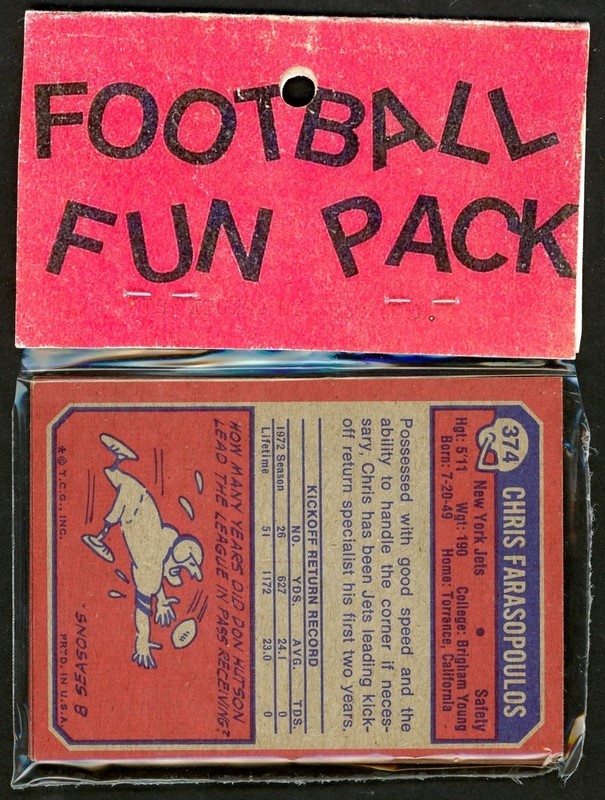 FOOTBALL
FUN PACK
374
CHRIS FARASOPOULOS
New York Jets • Safety
Hgt: 5'11 Wgt: 190 College: Brigham Young
Born: 7-20-49 Home: Torrance, California
Possessed with good speed and the
ability to handle the corner if neces-
sary, Chris has been Jets leading kick-
off return specialist his first two years.
KICKOFF RETURN RECORD
NO. YDS. AVG. TDS.
1972 Season 26 627 24.1 0
Lifetime 51 1172 23.0 0
HOW MANY YEARS DID DON HUTSON
LEAD THE LEAGUE IN PASS RECEIVING?
8 SEASONS.
* © T.C.G., INC. PRTD. IN U.S.A.